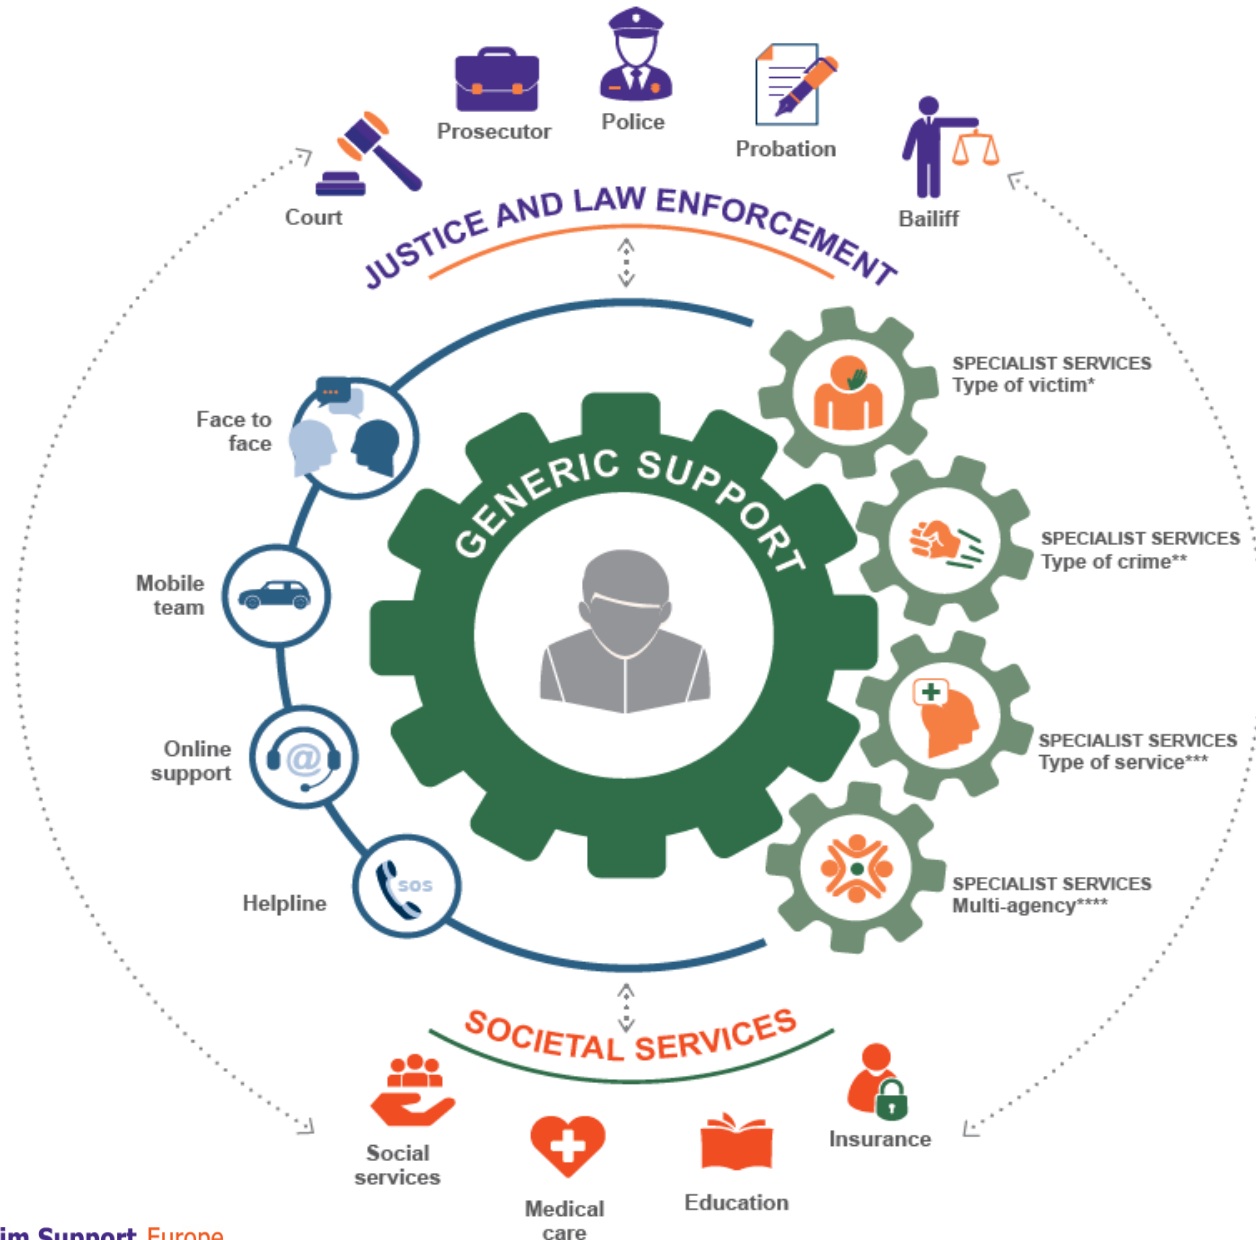 Police
Prosecutor
Probation
Court
Bailiff
JUSTICE AND LAW ENFORCEMENT
SPECIALIST SERVICES
Type of victim*
Face to
face
GENERIC SUPPORT
SPECIALIST SERVICES
Type of crime**
Mobile
team
Online
support
@
SPECIALIST SERVICES
Type of service***
Helpline
sos
SPECIALIST SERVICES
Multi-agency****
SOCIETAL SERVICES
Social
services
Medical
care
Education
Insurance
im Support Europe